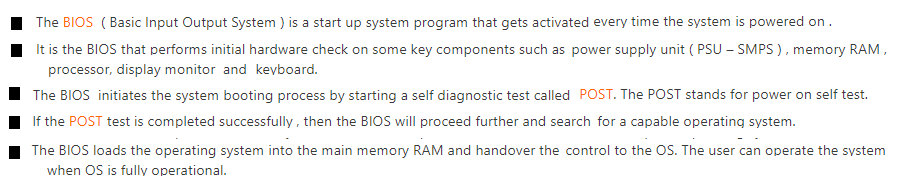 The BIOS ( Basic Input Output System ) is a start up system program that gets activated every time the system is powered on .
It is the BIOS that performs initial hardware check on some key components such as power supply unit ( PSU – SMPS ) , memory RAM ,
processor, display monitor and keyboard.
The BIOS initiates the system booting process by starting a self diagnostic test called POST. The POST stands for power on self test.
If the POST test is completed successfully , then the BIOS will proceed further and search for a capable operating system.
The BIOS loads the operating system into the main memory RAM and handover the control to the OS. The user can operate the system
when OS is fully operational.